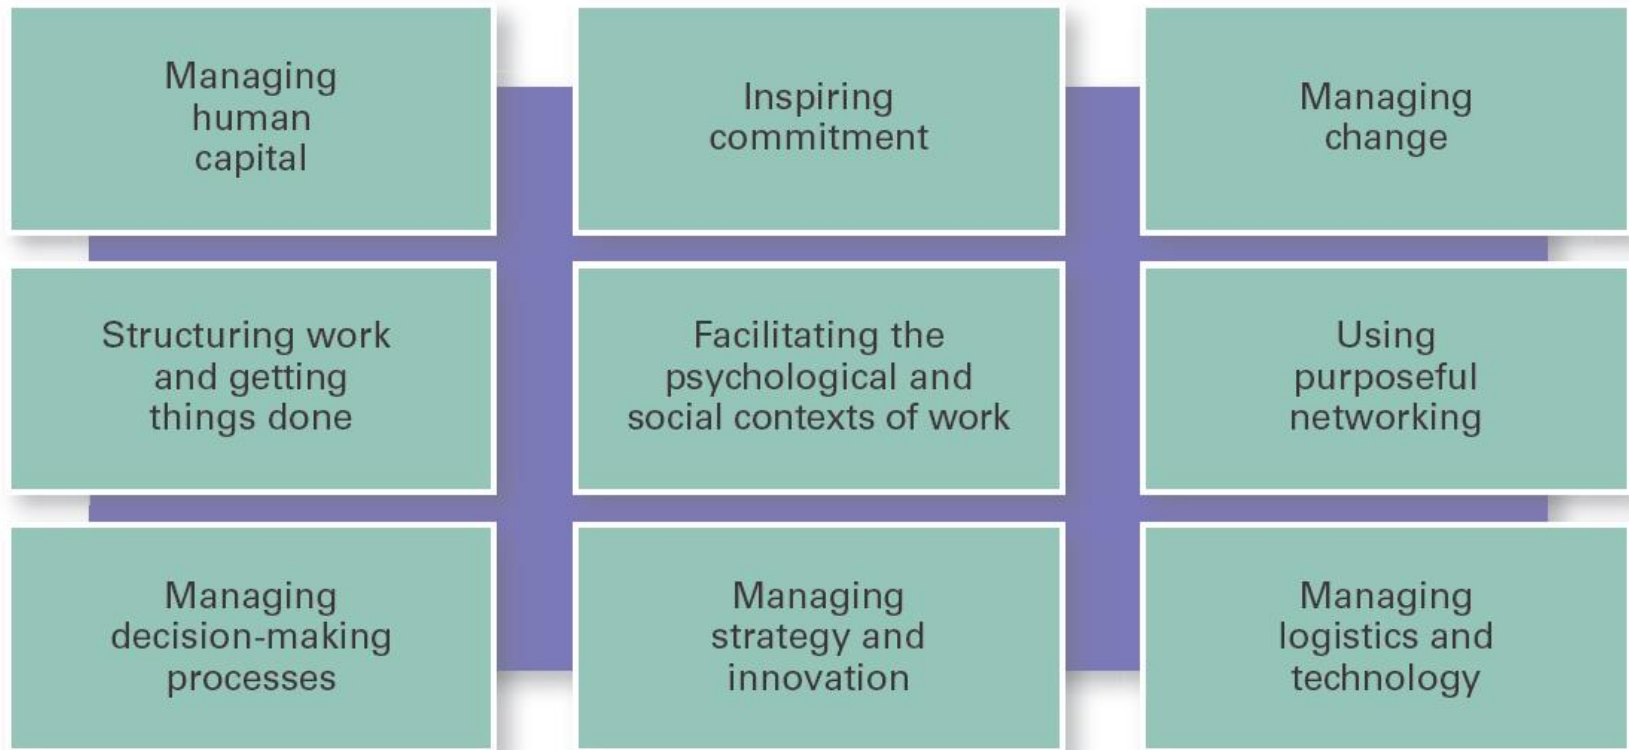 Managing
human
capital
Inspiring
commitment
Managing
change
Structuring work
and getting
things done
Facilitating the
psychological and
social contexts of work
Using
purposeful
networking
Managing
decision-making
processes
Managing
strategy and
innovation
Managing
logistics and
technology